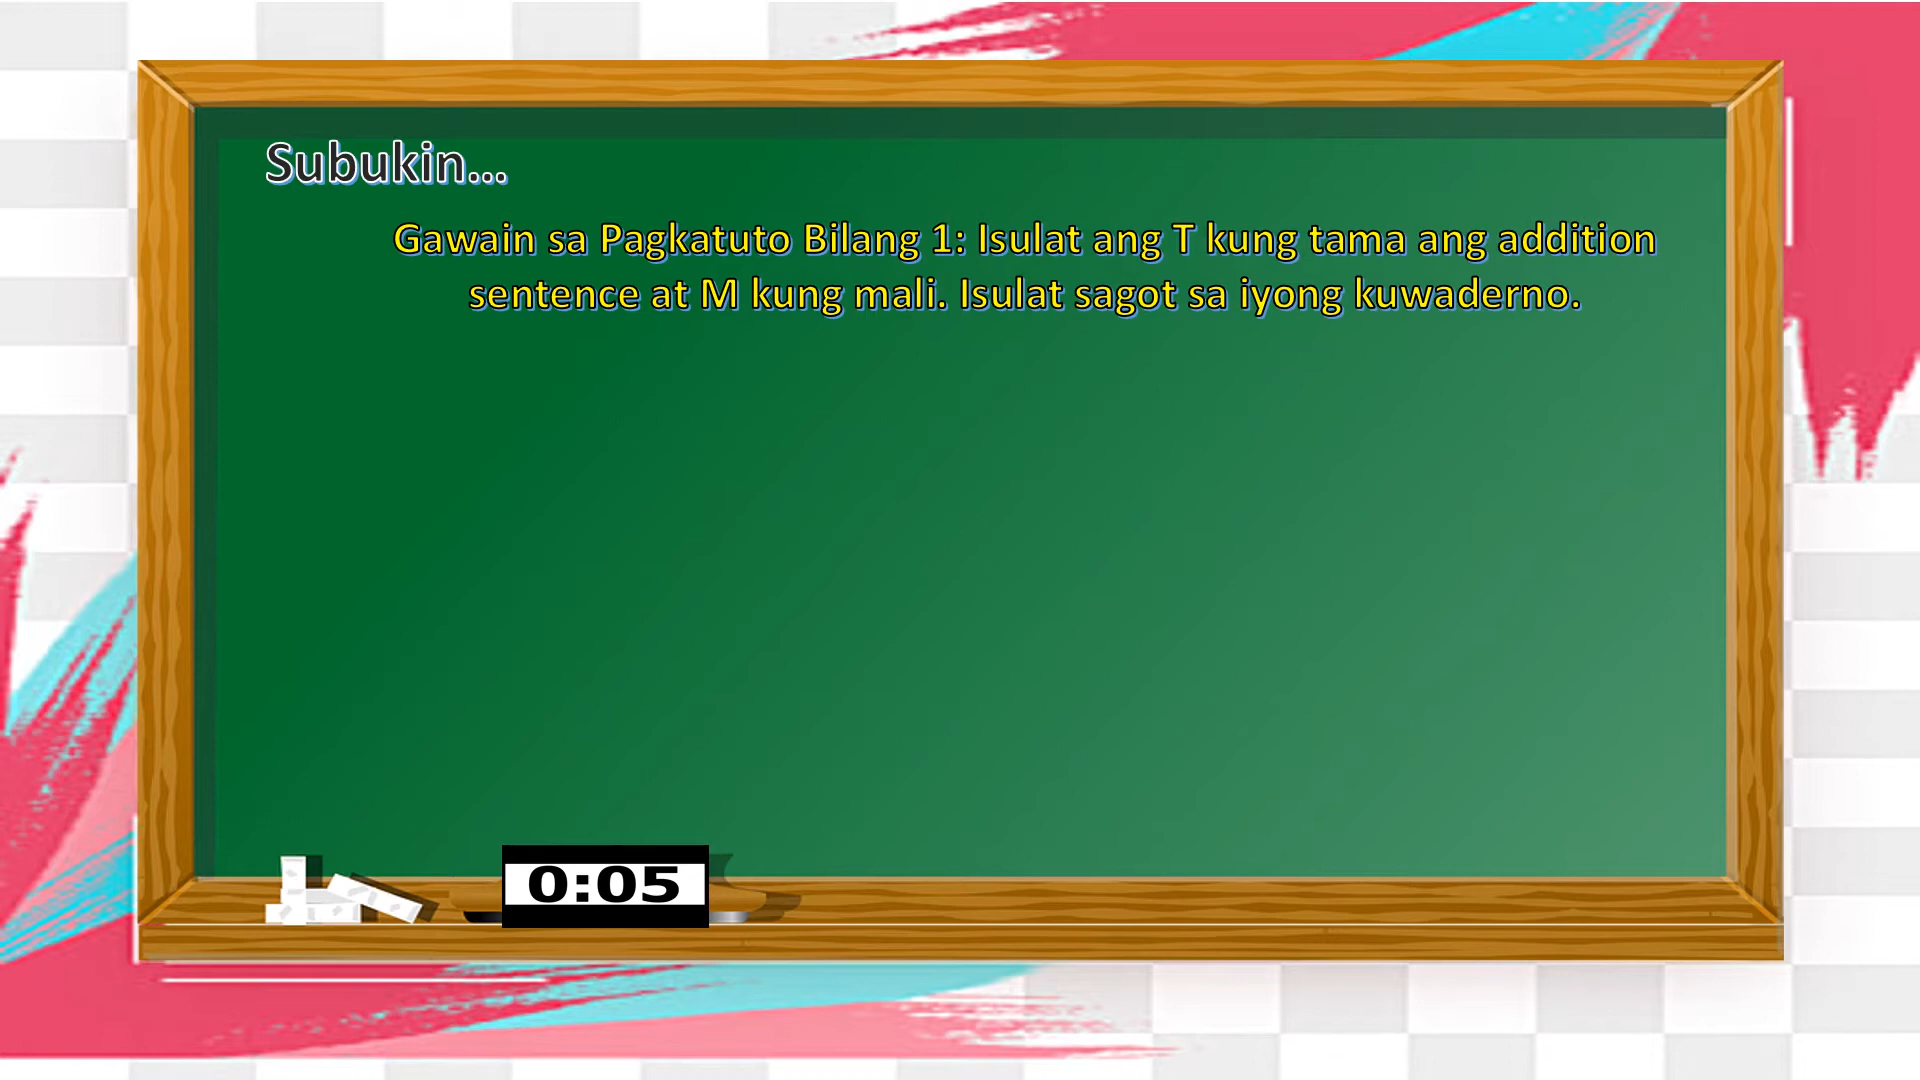 Subukin...
Gawain sa Pagkatuto Bilang 1: Isulat ang T kung tama ang addition
sentence at M kung mali. Isulat sagot sa iyong kuwaderno.
0:05